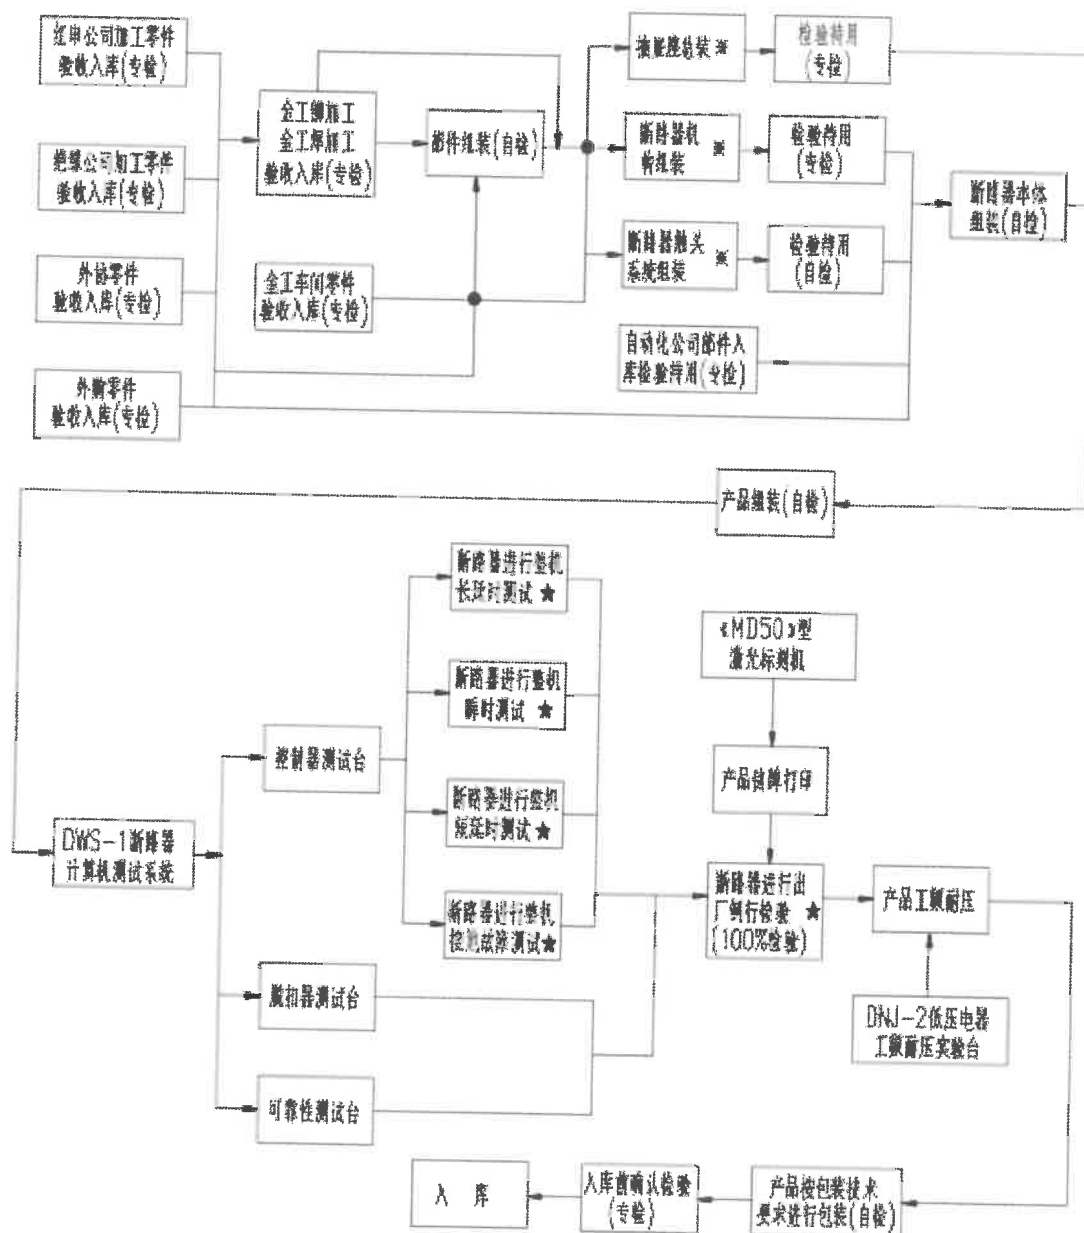 红申公司加工零件
验收入库(专检)
绝缘公司加工零件
验收入库(专检)
外协零件
验收入库(专检)
外购零件
验收入库(专检)
金工铆加工
金工焊加工
验收入库(专检)
金工车间零件
验收入库(专检)
部件组装(自检)
抽屉座总装※
检验待用
(专检)
断路器机 ※
构组装
检验待用
(专检)
断路器触头 ※
系统组装
检验待用
(自检)
自动化公司部件入
库检验待用(专检)
断路器本体
组装(自检)
产品组装(自检)
DWS-1断路器
计算机测试系统
控制器测试台
脱扣器测试台
可靠性测试台
断路器进行整机
长延时测试★
断路器进行整机
瞬时测试 ★
断路器进行整机
短延时测试★
断路器进行整机
接地故障测试★
《MD50》型
激光标刻机
产品铭牌打印
断路器进行出
厂例行检验 ★
(100%检验)
产品工频耐压
DNJ-2低压电器
工频耐压实验台
产品按包装技术
要求进行包装(自检)
入库前确认检验
(专检)
入 库